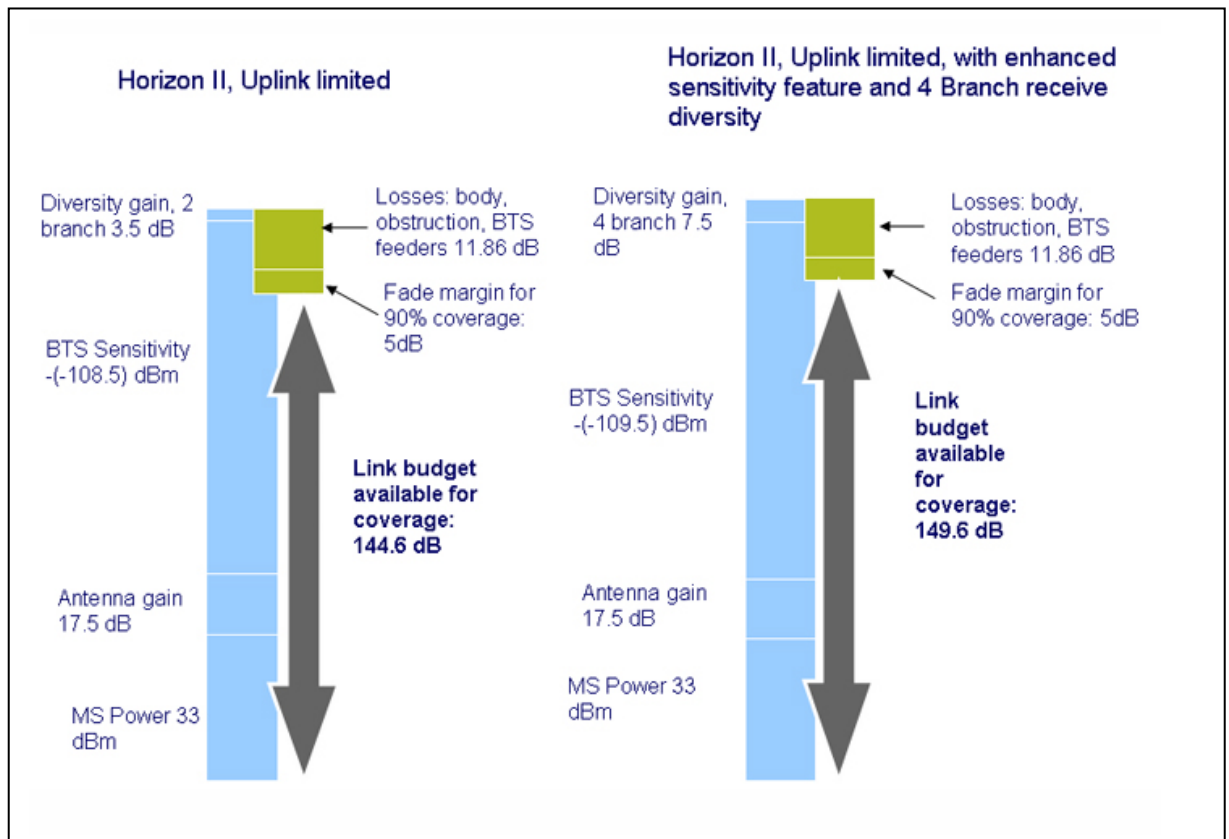 Horizon II, Uplink limited
Diversity gain, 2
branch 3.5 dB
Losses: body,
obstruction, BTS
feeders 11.86 dB
Fade margin for
90% coverage:
5dB
BTS Sensitivity
-(-108.5) dBm
Link budget
available for
coverage:
144.6 dB
Antenna gain
17.5 dB
MS Power 33
dBm
Horizon II, Uplink limited, with enhanced
sensitivity feature and 4 Branch receive
diversity
Diversity gain,
4 branch 7.5
dB
Losses: body,
obstruction, BTS
feeders 11.86 dB
Fade margin for
90% coverage: 5dB
BTS Sensitivity
-(-109.5) dBm
Link
budget
available
for
coverage:
149.6 dB
Antenna gain
17.5 dB
MS Power 33
dBm